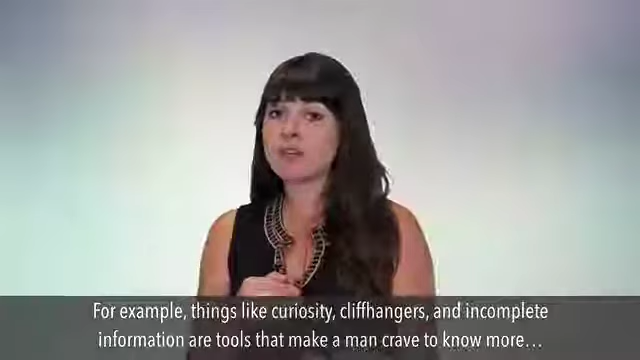 For example, things like curiosity, cliffhangers, and incomplete
information are tools that make a man crave to know more…